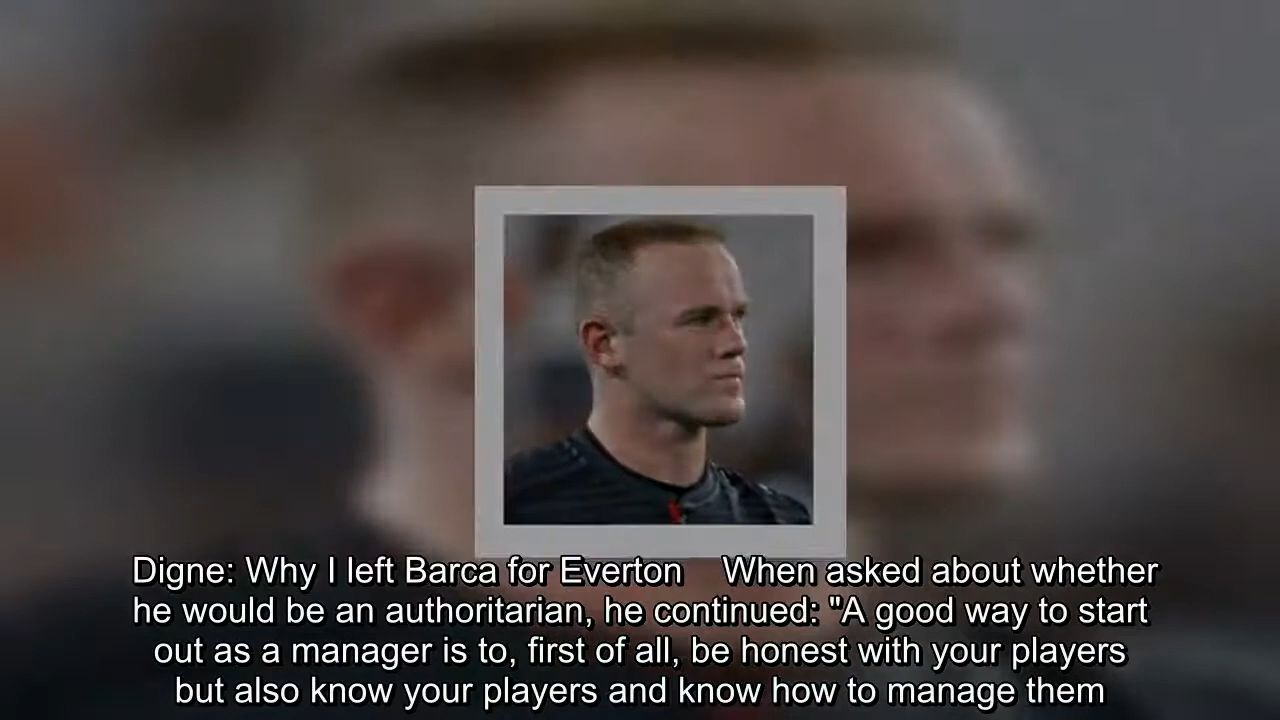 Digne: Why I left Barca for Everton When asked about whether
he would be an authoritarian, he continued: "A good way to start
out as a manager is to, first of all, be honest with your players
but also know your players and know how to manage them